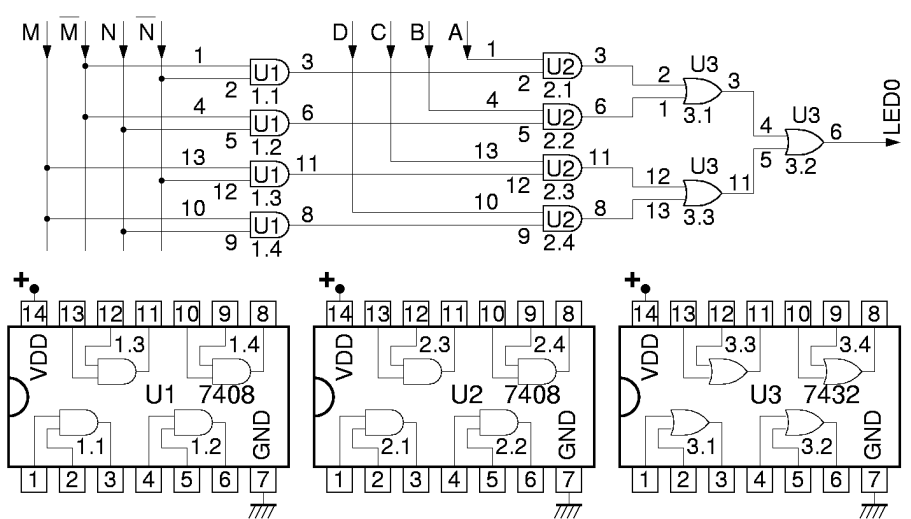 M M̅ N N̅ D C B A
1 3 1 3
U1 U2 U3
2 1.1 2 2.1 2 3
4 6 4 6 1 3.1
U1 U2 U3 LED0
5 1.2 5 2.2 4 6
13 11 13 11 5 3.2
U1 U2 U3
12 1.3 12 2.3 12 11
10 8 10 8 13 3.3
U1 U2
9 1.4 9 2.4
+ + +
14 13 12 11 10 9 8 14 13 12 11 10 9 8 14 13 12 11 10 9 8
VDD 1.3 1.4 VDD 2.3 2.4 VDD 3.3 3.4
U1 7408 U2 7408 U3 7432
1.1 1.2 GND 2.1 2.2 GND 3.1 3.2 GND
1 2 3 4 5 6 7 1 2 3 4 5 6 7 1 2 3 4 5 6 7